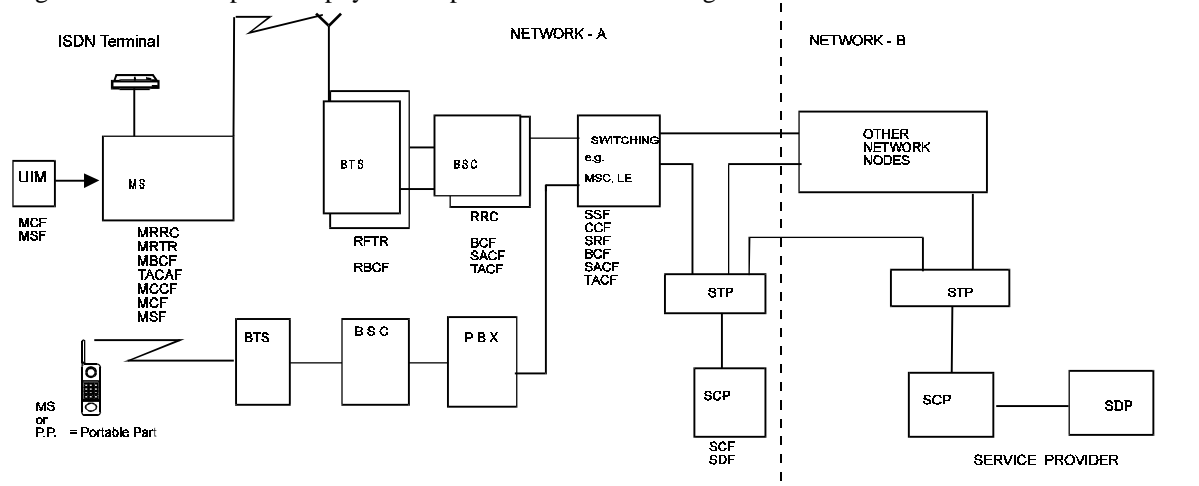 ISDN Terminal
NETWORK - A
NETWORK - B
UIM
MCF
MSF
MS
MRRC
MRTR
MBCF
TACAF
MCCF
MCF
MSF
BTS
RFTR
RBCF
BSC
RRC
BCF
SACF
TACF
SWITCHING
e.g.
MSC, LE
SSF
CCF
SRF
BCF
SACF
TACF
OTHER
NETWORK
NODES
STP
STP
BTS
B S C
P B X
SCP
SCF
SDF
SCP
SDP
SERVICE PROVIDER
MS
or
P.P. = Portable Part